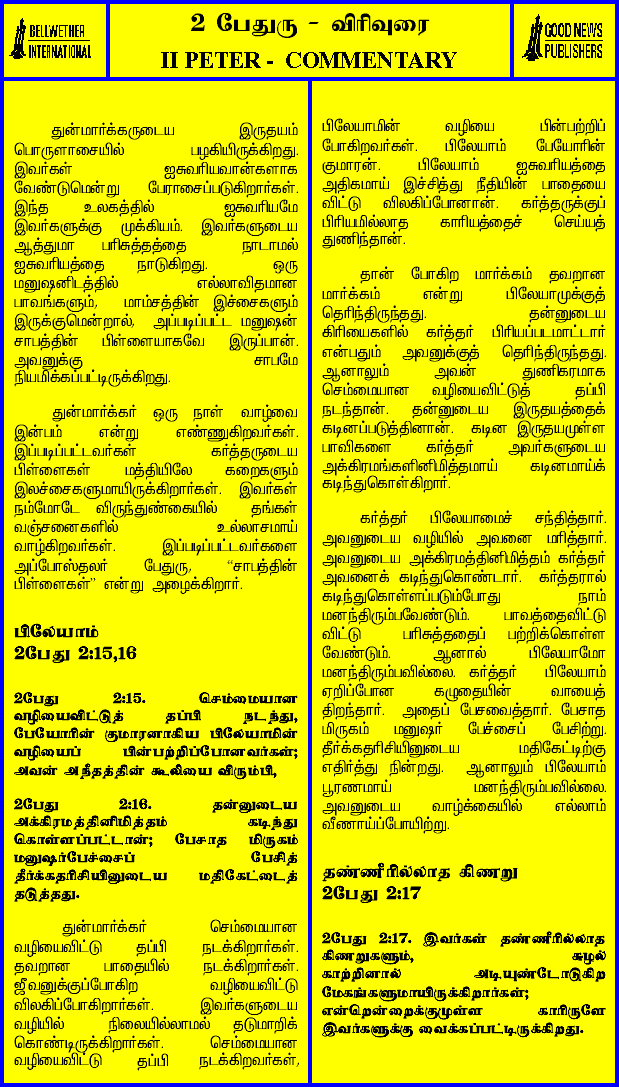 BELLWETHER
INTERNATIONAL
2 பேதுரு - விரிவுரை
II PETER - COMMENTARY
GOOD NEWS
PUBLISHERS
துன்மார்க்கருடைய இருதயம்
பொருளாசையில் பழகியிருக்கிறது.
இவர்கள் ஐசுவரியவான்களாக
வேண்டுமென்று பேராசைப்படுகிறார்கள்.
இந்த உலகத்தில் ஐசுவரியமே
இவர்களுக்கு முக்கியம். இவர்களுடைய
ஆத்துமா பரிசுத்தத்தை நாடாமல்
ஐசுவரியத்தை நாடுகிறது. ஒரு
மனுஷனிடத்தில் எல்லாவிதமான
பாவங்களும், மாம்சத்தின் இச்சைகளும்
இருக்குமென்றால், அப்படிப்பட்ட மனுஷன்
சாபத்தின் பிள்ளையாகவே இருப்பான்.
அவனுக்கு சாபமே
நியமிக்கப்பட்டிருக்கிறது.
துன்மார்க்கர் ஒரு நாள் வாழ்வை
இன்பம் என்று எண்ணுகிறவர்கள்.
இப்படிப்பட்டவர்கள் கர்த்தருடைய
பிள்ளைகள் மத்தியிலே கறைகளும்
இலச்சைகளுமாயிருக்கிறார்கள். இவர்கள்
நம்மோடே விருந்துண்கையில் தங்கள்
வஞ்சனைகளில் உல்லாசமாய்
வாழ்கிறவர்கள். இப்படிப்பட்டவர்களை
அப்போஸ்தலர் பேதுரு, "சாபத்தின்
பிள்ளைகள்" என்று அழைக்கிறார்.
பிலேயாம்
2பேது 2:15,16
2பேது 2:15. செம்மையான
வழியைவிட்டுத் தப்பி நடந்து,
பேயோரின் குமாரனாகிய பிலேயாமின்
வழியைப் பின்பற்றிப்போனவர்கள்;
அவன் அநீதத்தின் கூலியை விரும்பி,
2பேது 2:16. தன்னுடைய
அக்கிரமத்தினிமித்தம் கடிந்து
கொள்ளப்பட்டான்; பேசாத மிருகம்
மனுஷர்பேச்சைப் பேசித்
தீர்க்கதரிசியினுடைய மதிகேட்டைத்
தடுத்தது.
துன்மார்க்கர் செம்மையான
வழியைவிட்டு தப்பி நடக்கிறார்கள்.
தவறான பாதையில் நடக்கிறார்கள்.
ஜீவனுக்குப்போகிற வழியைவிட்டு
விலகிப்போகிறார்கள். இவர்களுடைய
வழியில் நிலையில்லாமல் தடுமாறிக்
கொண்டிருக்கிறார்கள். செம்மையான
வழியைவிட்டு தப்பி நடக்கிறவர்கள்,
பிலேயாமின் வழியை பின்பற்றிப்
போகிறவர்கள். பிலேயாம் பேயோரின்
குமாரன். பிலேயாம் ஐசுவரியத்தை
அதிகமாய் இச்சித்து நீதியின் பாதையை
விட்டு விலகிப்போனான். கர்த்தருக்குப்
பிரியமில்லாத காரியத்தைச் செய்யத்
துணிந்தான்.
தான் போகிற மார்க்கம் தவறான
மார்க்கம் என்று பிலேயாமுக்குத்
தெரிந்திருந்தது. தன்னுடைய
கிரியைகளில் கர்த்தர் பிரியப்படமாட்டார்
என்பதும் அவனுக்குத் தெரிந்திருந்தது.
ஆனாலும் அவன் துணிகரமாக
செம்மையான வழியைவிட்டுத் தப்பி
நடந்தான். தன்னுடைய இருதயத்தைக்
கடினப்படுத்தினான். கடின இருதயமுள்ள
பாவிகளை கர்த்தர் அவர்களுடைய
அக்கிரமங்களினிமித்தமாய் கடினமாய்க்
கடிந்துகொள்கிறார்.
கர்த்தர் பிலேயாமைச் சந்தித்தார்.
அவனுடைய வழியில் அவனை மரித்தார்.
அவனுடைய அக்கிரமத்தினிமித்தம் கர்த்தர்
அவனைக் கடிந்துகொண்டார். கர்த்தரால்
கடிந்துகொள்ளப்படும்போது நாம்
மனந்திரும்பவேண்டும். பாவத்தைவிட்டு
விட்டு பரிசுத்ததைப் பற்றிக்கொள்ள
வேண்டும். ஆனால் பிலேயாமோ
மனந்திரும்பவில்லை. கர்த்தர் பிலேயாம்
ஏறிப்போன கழுதையின் வாயைத்
திறந்தார். அதைப் பேசவைத்தார். பேசாத
மிருகம் மனுஷர் பேச்சைப் பேசிற்று.
தீர்க்கதரிசியினுடைய மதிகேட்டிற்கு
எதிர்த்து நின்றது. ஆனாலும் பிலேயாம்
பூரணமாய் மனந்திரும்பவில்லை.
அவனுடைய வாழ்க்கையில் எல்லாம்
வீணாய்ப்போயிற்று.
தண்ணீரில்லாத கிணறு
2பேது 2:17
2பேது 2:17. இவர்கள் தண்ணீரில்லாத
கிணறுகளும், சுழல்
காற்றினால் அடியுண்டோடுகிற
மேகங்களுமாயிருக்கிறார்கள்;
என்றென்றைக்குமுள்ள காரிருளே
இவர்களுக்கு வைக்கப்பட்டிருக்கிறது.